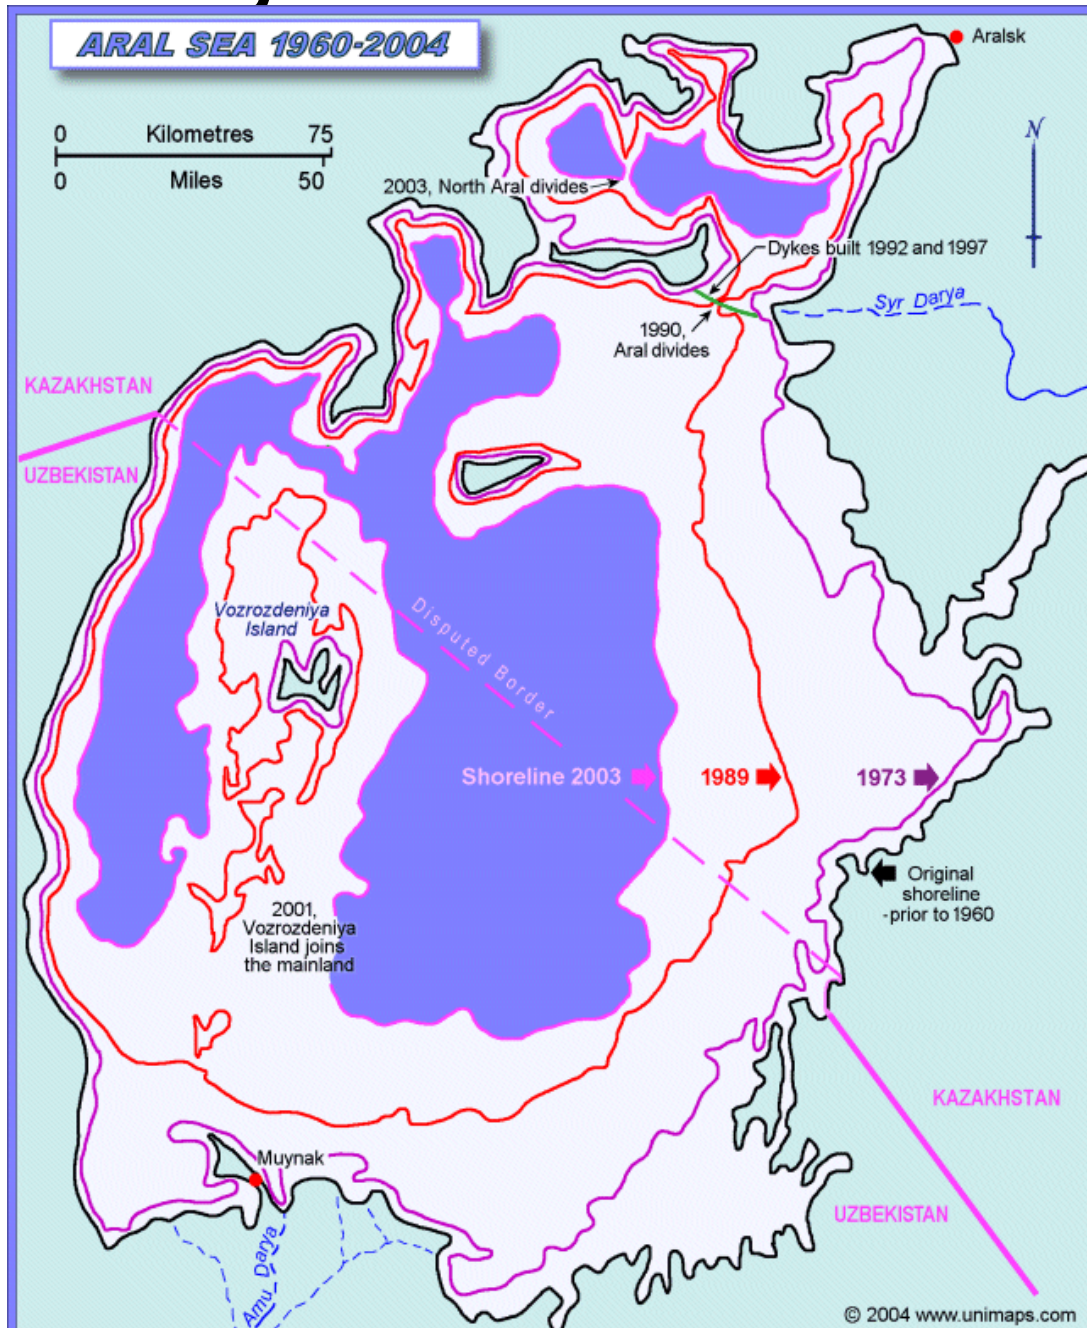 ARAL SEA 1960-2004
Aralsk
0 Kilometres 75
0 Miles 50
N
2003, North Aral divides
Dykes built 1992 and 1997
Syr Darya
1990,
Aral divides
KAZAKHSTAN
UZBEKISTAN
Vozrozdeniya
Island
Disputed Border
Shoreline 2003
1989
1973
Original
shoreline
-prior to 1960
2001,
Vozrozdeniya
Island joins
the mainland
KAZAKHSTAN
Muynak
UZBEKISTAN
Amu Darya
© 2004 www.unimaps.com